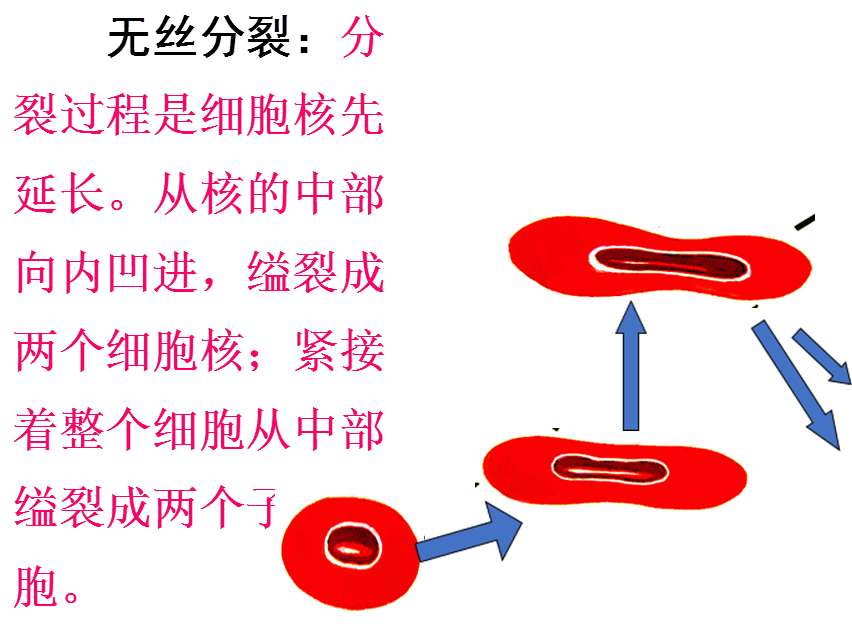 无丝分裂：分
裂过程是细胞核先
延长。从核的中部
向内凹进，缢裂成
两个细胞核；紧接
着整个细胞从中部
缢裂成两个子
胞。